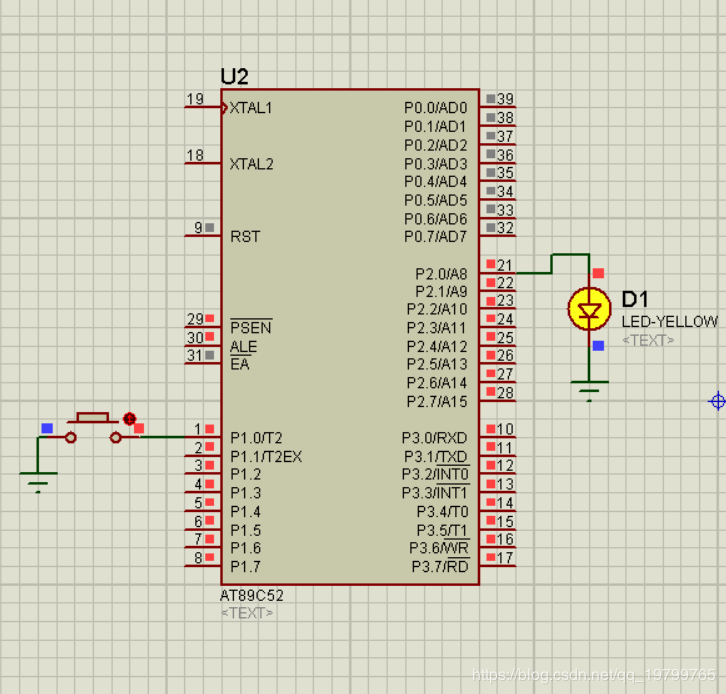 U2
19
XTAL1
P0.0/AD0
39
P0.1/AD1
38
P0.2/AD2
37
18
XTAL2
P0.3/AD3
36
P0.4/AD4
35
P0.5/AD5
34
P0.6/AD6
33
9
RST
P0.7/AD7
32
P2.0/A8
21
P2.1/A9
22
P2.2/A10
23
29
PSEN
P2.3/A11
24
30
ALE
P2.4/A12
25
31
EA
P2.5/A13
26
P2.6/A14
27
P2.7/A15
28
D1
LED-YELLOW
<TEXT>
1
P1.0/T2
P3.0/RXD
10
2
P1.1/T2EX
P3.1/TXD
11
3
P1.2
P3.2/INT0
12
4
P1.3
P3.3/INT1
13
5
P1.4
P3.4/T0
14
6
P1.5
P3.5/T1
15
7
P1.6
P3.6/WR
16
8
P1.7
P3.7/RD
17
AT89C52
<TEXT>
https://blog.csdn.net/qq_19799765